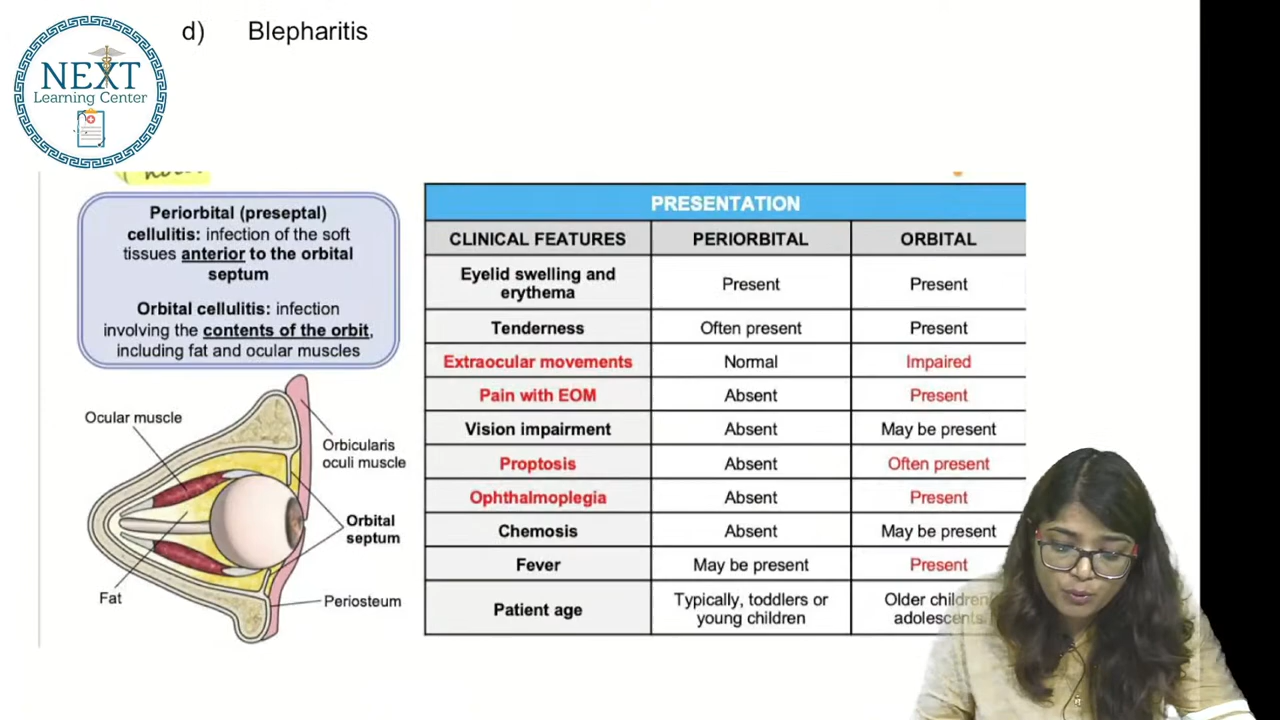 d) Blepharitis
NEXT
Learning Center
Periorbital (preseptal)
cellulitis: infection of the soft
tissues anterior to the orbital
septum
Orbital cellulitis: infection
involving the contents of the orbit,
including fat and ocular muscles
Ocular muscle
Orbicularis
oculi muscle
Orbital
septum
Fat
Periosteum
PRESENTATION
CLINICAL FEATURES PERIORBITAL ORBITAL
Eyelid swelling and
erythema
Present Present
Tenderness Often present Present
Extraocular movements Normal Impaired
Pain with EOM Absent Present
Vision impairment Absent May be present
Proptosis Absent Often present
Ophthalmoplegia Absent Present
Chemosis Absent May be present
Fever May be present Present
Patient age
Typically, toddlers or
young children
Older children
adolescents